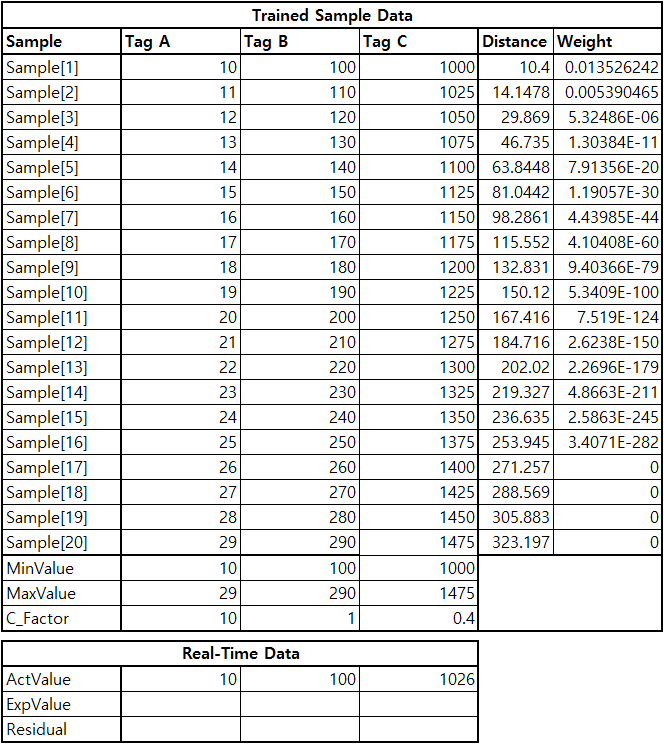 Trained Sample Data
Sample Tag A Tag B Tag C Distance Weight
Sample[1] 10 100 1000 10.4 0.013526242
Sample[2] 11 110 1025 14.1478 0.005390465
Sample[3] 12 120 1050 29.869 5.32486E-06
Sample[4] 13 130 1075 46.735 1.30384E-11
Sample[5] 14 140 1100 63.8448 7.91356E-20
Sample[6] 15 150 1125 81.0442 1.19057E-30
Sample[7] 16 160 1150 98.2861 4.43985E-44
Sample[8] 17 170 1175 115.552 4.10408E-60
Sample[9] 18 180 1200 132.831 9.40366E-79
Sample[10] 19 190 1225 150.12 5.3409E-100
Sample[11] 20 200 1250 167.416 7.519E-124
Sample[12] 21 210 1275 184.716 2.6238E-150
Sample[13] 22 220 1300 202.02 2.2696E-179
Sample[14] 23 230 1325 219.327 4.8663E-211
Sample[15] 24 240 1350 236.635 2.5863E-245
Sample[16] 25 250 1375 253.945 3.4071E-282
Sample[17] 26 260 1400 271.257 0
Sample[18] 27 270 1425 288.569 0
Sample[19] 28 280 1450 305.883 0
Sample[20] 29 290 1475 323.197 0
MinValue 10 100 1000
MaxValue 29 290 1475
C_Factor 10 1 0.4
Real-Time Data
ActValue 10 100 1026
ExpValue
Residual